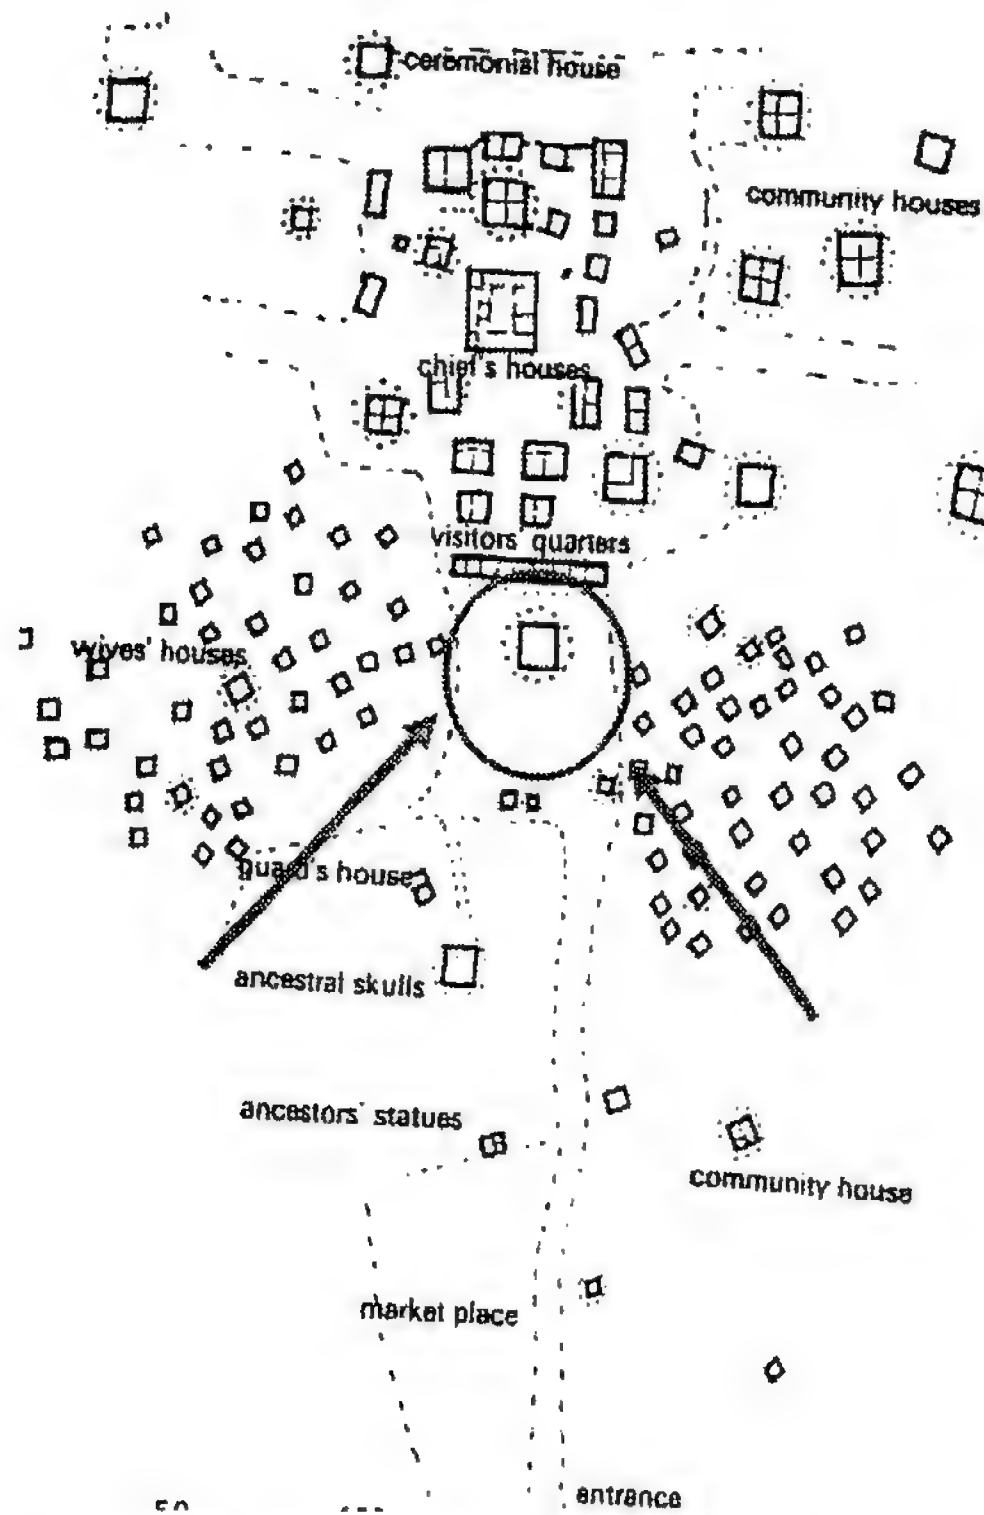 ceremonial house
community houses
chief's houses
visitors' quarters
wives' houses
guard's house
ancestral skulls
ancestors' statues
community house
market place
entrance
50